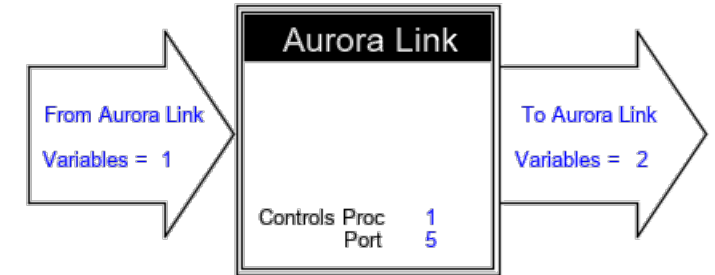 Aurora Link
From Aurora Link
Variables = 1
To Aurora Link
Variables = 2
Controls Proc 1
Port 5